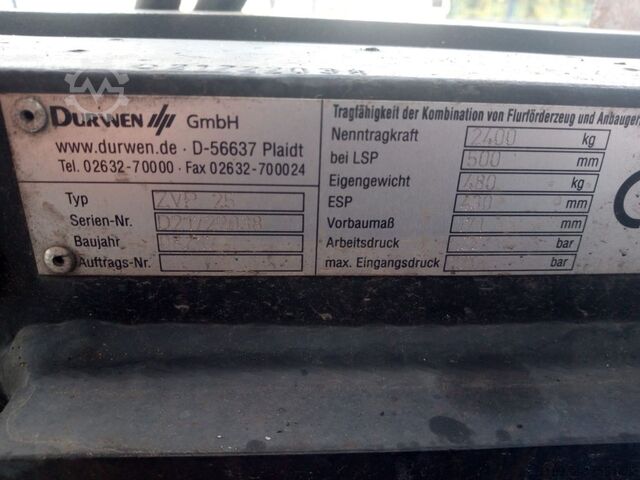 DURWEN GmbH
www.durwen.de · D-56637 Plaidt
Tel. 02632-70000 · Fax 02632-700024
Typ ZVP 25
Serien-Nr.
Baujahr
Auftrags-Nr.
Tragfähigkeit der Kombination von Flurförderzeug und
Nenntragkraft 2400 kg
bei LSP 500 mm
Eigengewicht 480 kg
ESP mm
Vorbaumaß mm
Arbeitsdruck bar
max. Eingangsdruck bar